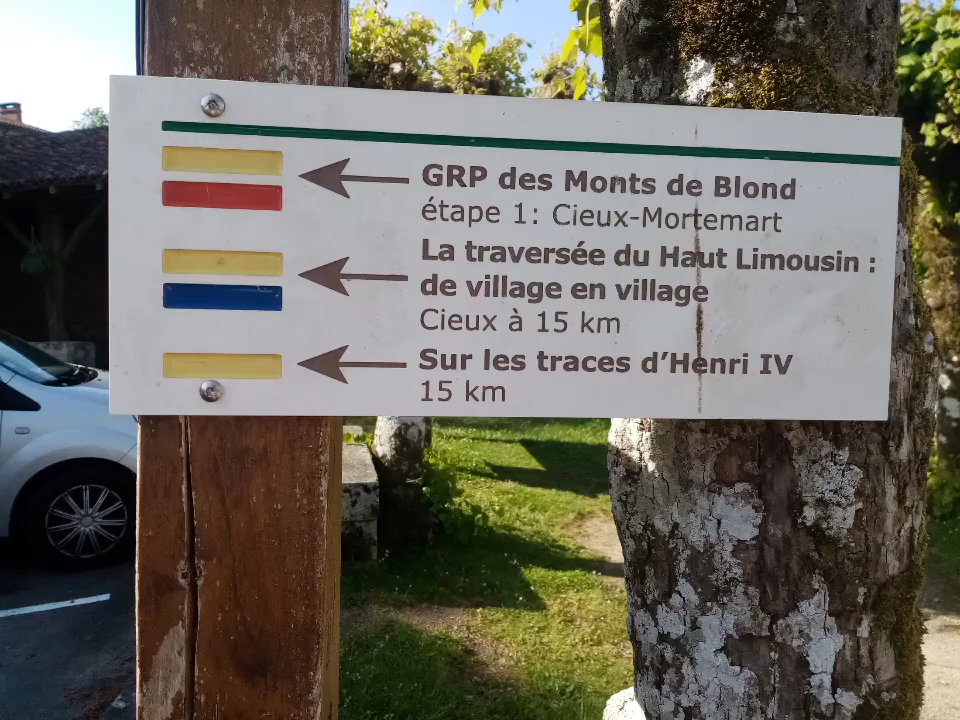 GRP des Monts de Blond
étape 1: Cieux-Mortemart
La traversée du Haut Limousin :
de village en village
Cieux à 15 km
Sur les traces d'Henri IV
15 km